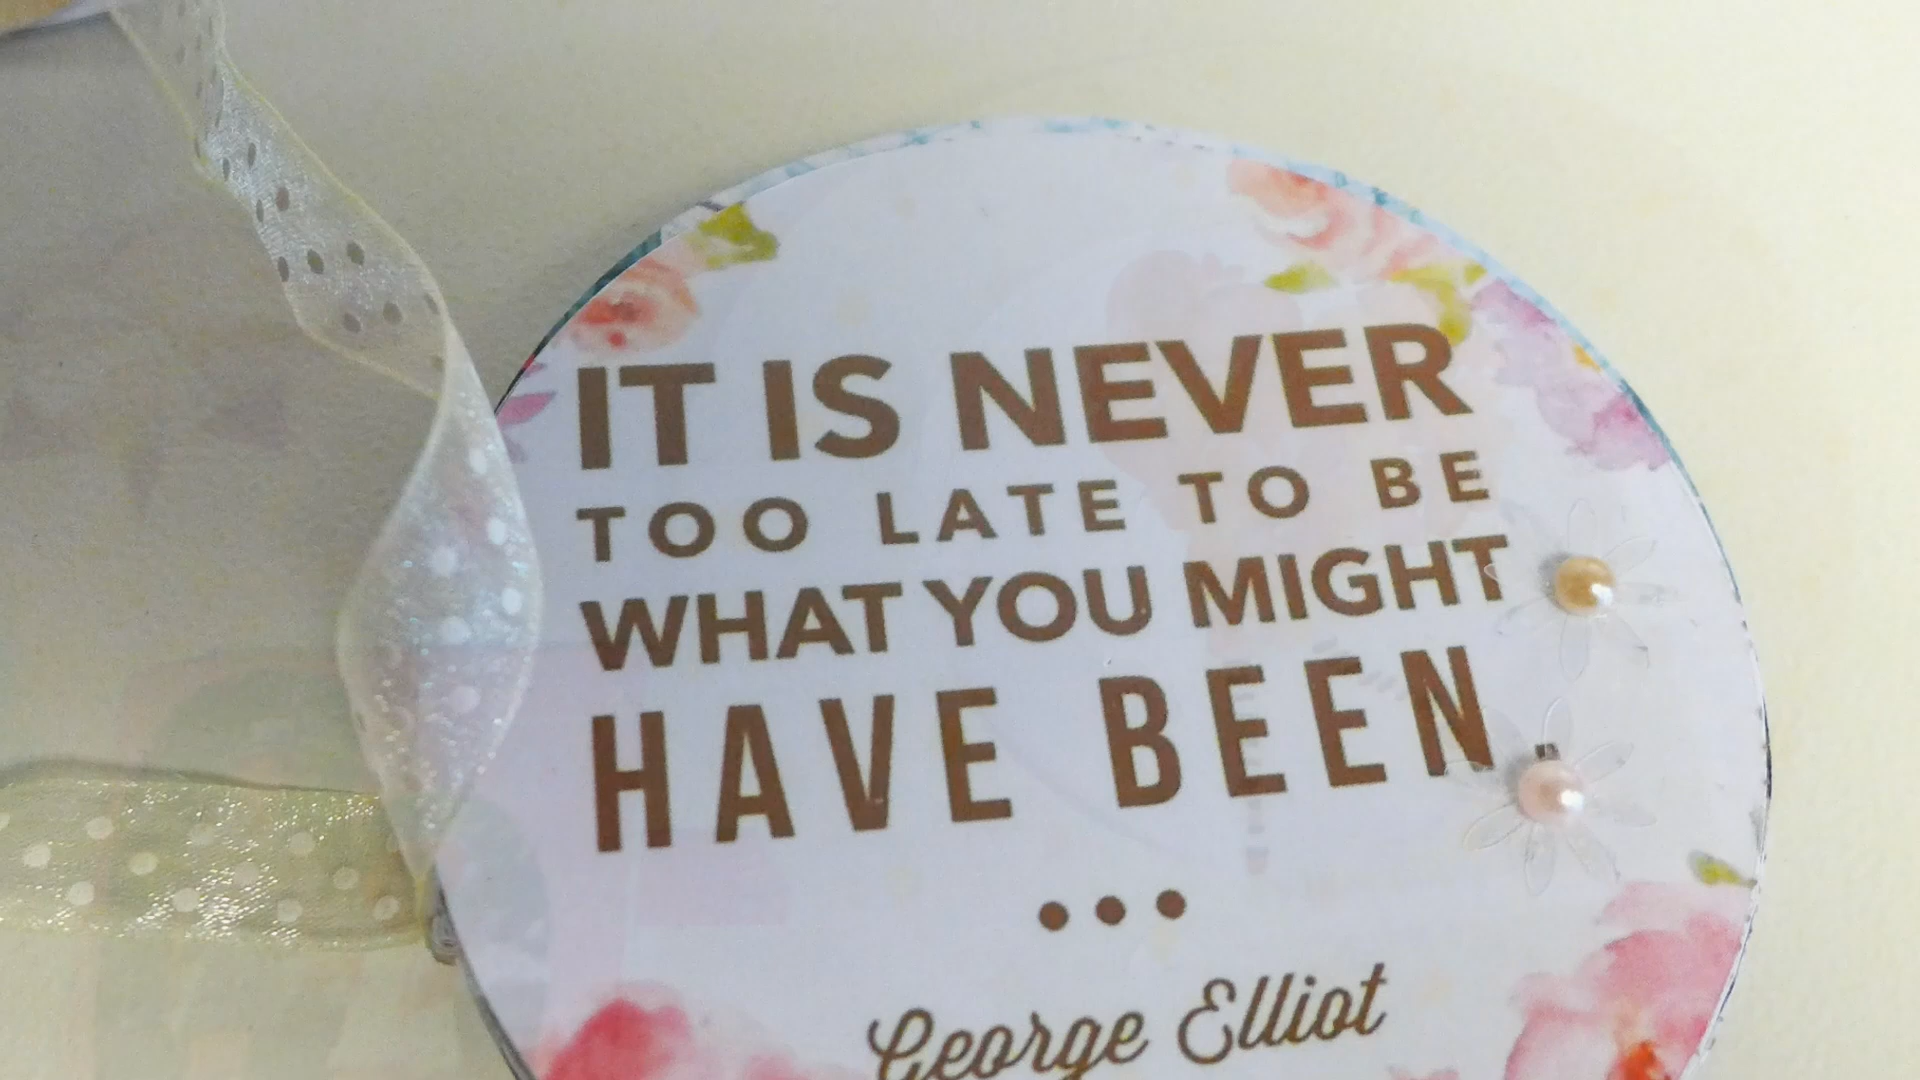 IT IS NEVER
TOO LATE TO BE
WHAT YOU MIGHT
HAVE BEEN
...
George Elliot